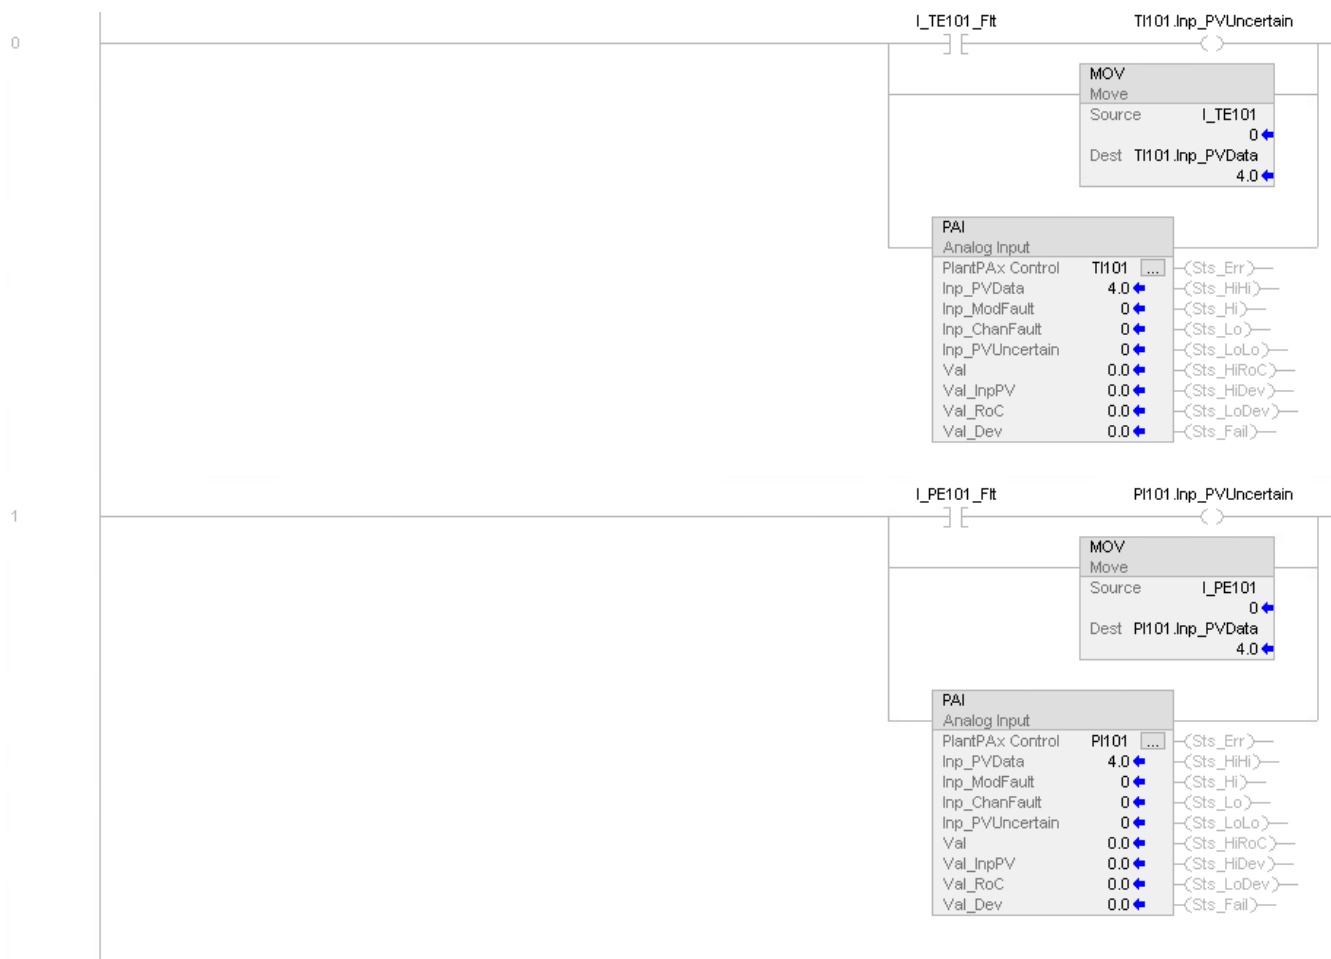 I_TE101_Flt TI101.Inp_PVUncertain
0
MOV
Move
Source I_TE101
0
Dest TI101.Inp_PVData
4.0
PAI
Analog Input
PlantPAx Control TI101 ... (Sts_Err)
Inp_PVData 4.0 (Sts_HiHi)
Inp_ModFault 0 (Sts_Hi)
Inp_ChanFault 0 (Sts_Lo)
Inp_PVUncertain 0 (Sts_LoLo)
Val 0.0 (Sts_HiRoC)
Val_InpPV 0.0 (Sts_HiDev)
Val_RoC 0.0 (Sts_LoDev)
Val_Dev 0.0 (Sts_Fail)
I_PE101_Flt PI101.Inp_PVUncertain
1
MOV
Move
Source I_PE101
0
Dest PI101.Inp_PVData
4.0
PAI
Analog Input
PlantPAx Control PI101 ... (Sts_Err)
Inp_PVData 4.0 (Sts_HiHi)
Inp_ModFault 0 (Sts_Hi)
Inp_ChanFault 0 (Sts_Lo)
Inp_PVUncertain 0 (Sts_LoLo)
Val 0.0 (Sts_HiRoC)
Val_InpPV 0.0 (Sts_HiDev)
Val_RoC 0.0 (Sts_LoDev)
Val_Dev 0.0 (Sts_Fail)